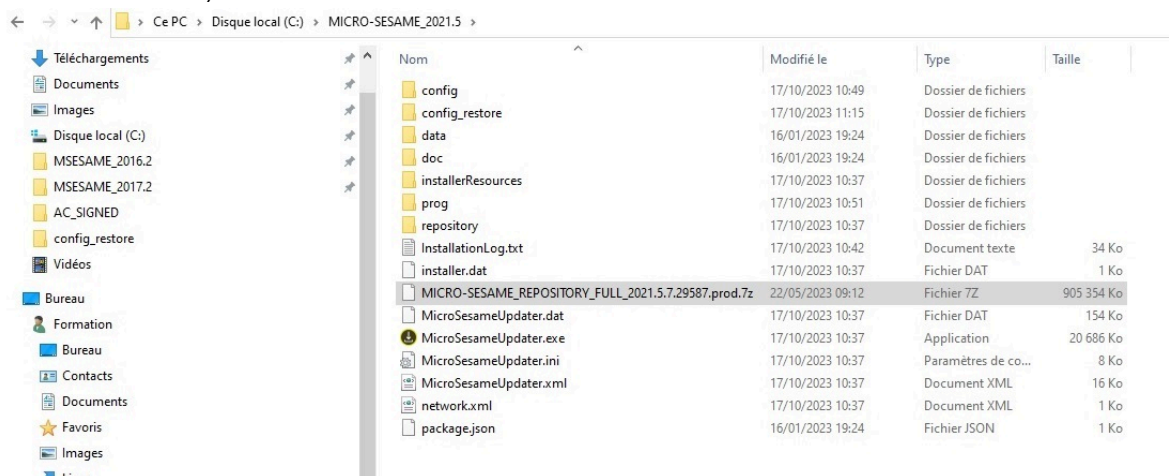 Ce PC > Disque local (C:) > MICRO-SESAME_2021.5 >
Téléchargements
Documents
Images
Disque local (C:)
MSESAME_2016.2
MSESAME_2017.2
AC_SIGNED
config_restore
Vidéos
Bureau
Formation
Bureau
Contacts
Documents
Favoris
Images
Nom Modifié le Type Taille
config 17/10/2023 10:49 Dossier de fichiers
config_restore 17/10/2023 11:15 Dossier de fichiers
data 16/01/2023 19:24 Dossier de fichiers
doc 16/01/2023 19:24 Dossier de fichiers
installerResources 17/10/2023 10:37 Dossier de fichiers
prog 17/10/2023 10:51 Dossier de fichiers
repository 17/10/2023 10:37 Dossier de fichiers
InstallationLog.txt 17/10/2023 10:42 Document texte 34 Ko
installer.dat 17/10/2023 10:37 Fichier DAT 1 Ko
MICRO-SESAME_REPOSITORY_FULL_2021.5.7.29587.prod.7z 22/05/2023 09:12 Fichier 7Z 905 354 Ko
MicroSesameUpdater.dat 17/10/2023 10:37 Fichier DAT 154 Ko
MicroSesameUpdater.exe 17/10/2023 10:37 Application 20 686 Ko
MicroSesameUpdater.ini 17/10/2023 10:37 Paramètres de co... 8 Ko
MicroSesameUpdater.xml 17/10/2023 10:37 Document XML 16 Ko
network.xml 17/10/2023 10:37 Document XML 1 Ko
package.json 16/01/2023 19:24 Fichier JSON 1 Ko